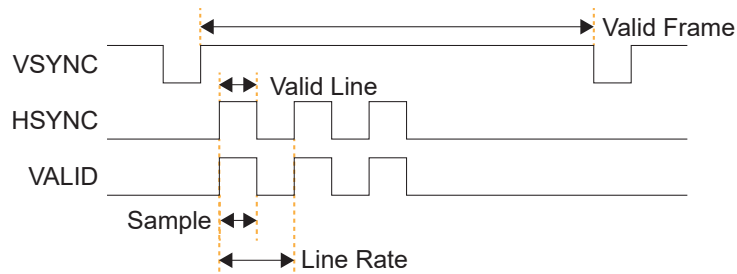 Valid Frame
VSYNC
Valid Line
HSYNC
VALID
Sample
Line Rate